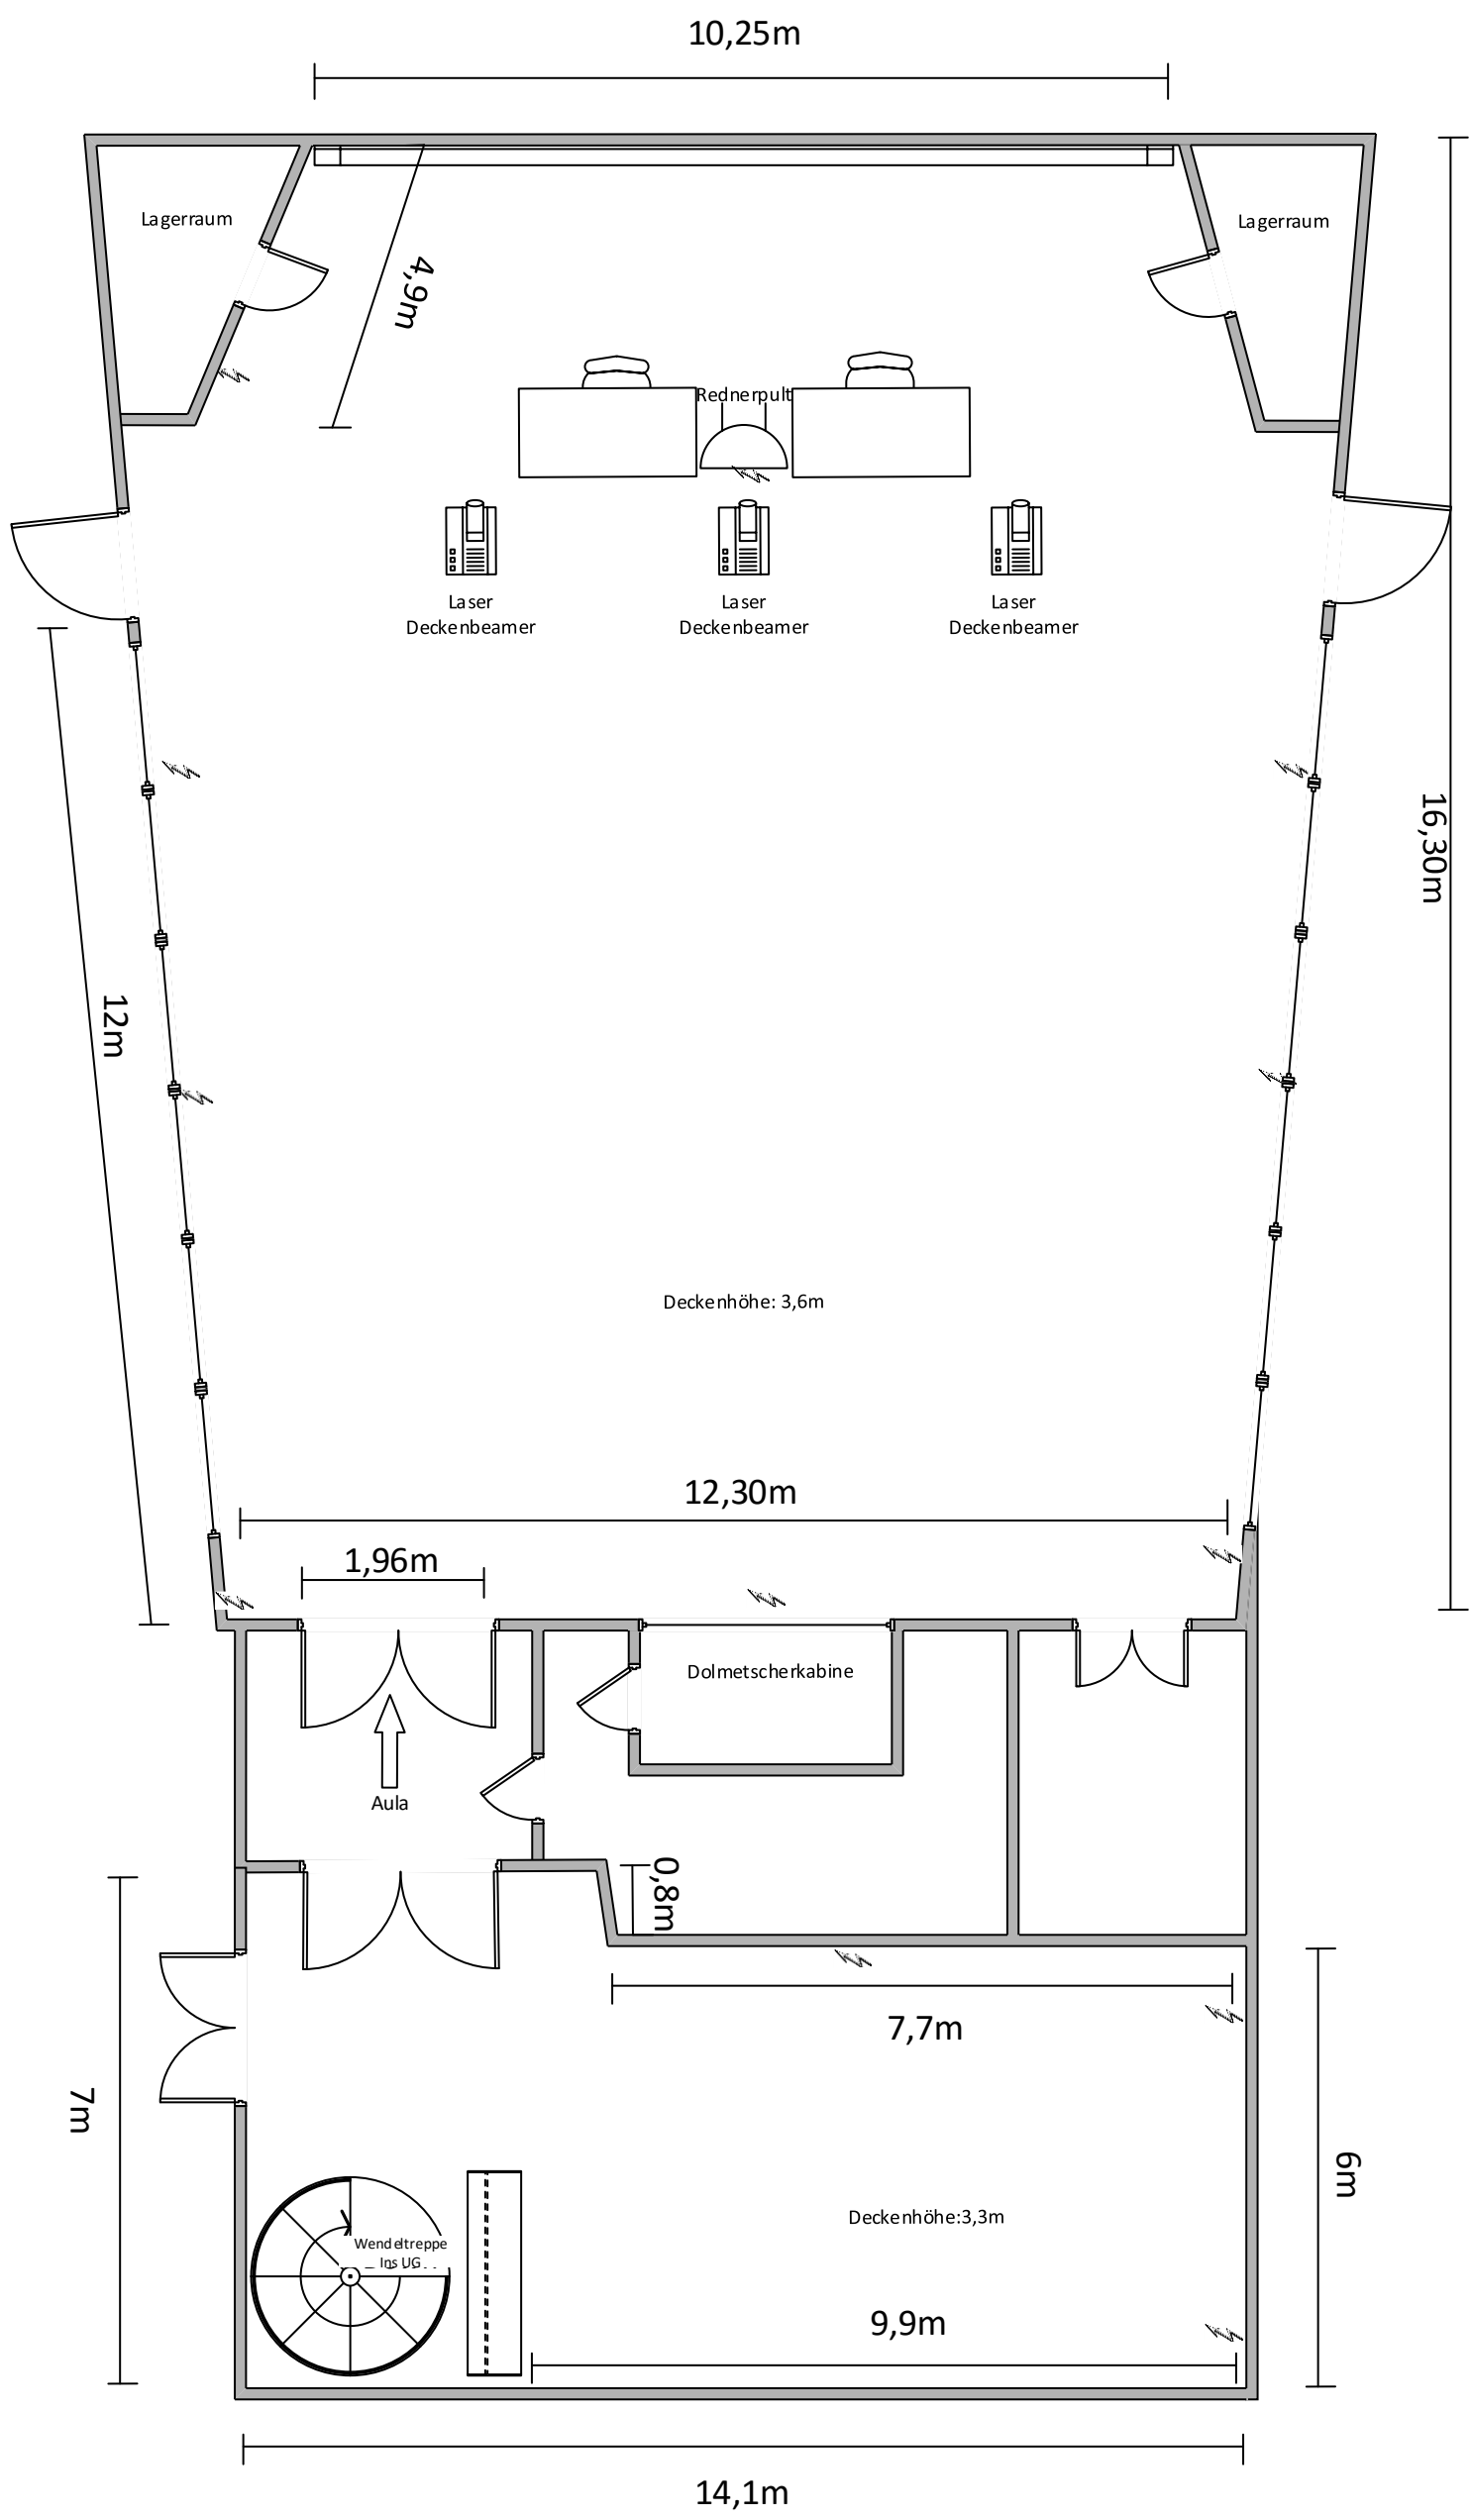 10,25m
Lagerraum
Lagerraum
4,9m
Rednerpult
Laser
Deckenbeamer
Laser
Deckenbeamer
Laser
Deckenbeamer
16,30m
12m
Deckenhöhe: 3,6m
12,30m
1,96m
Dolmetscherkabine
Aula
0,8m
7,7m
7m
6m
Deckenhöhe:3,3m
Wendeltreppe
Ins UG
9,9m
14,1m